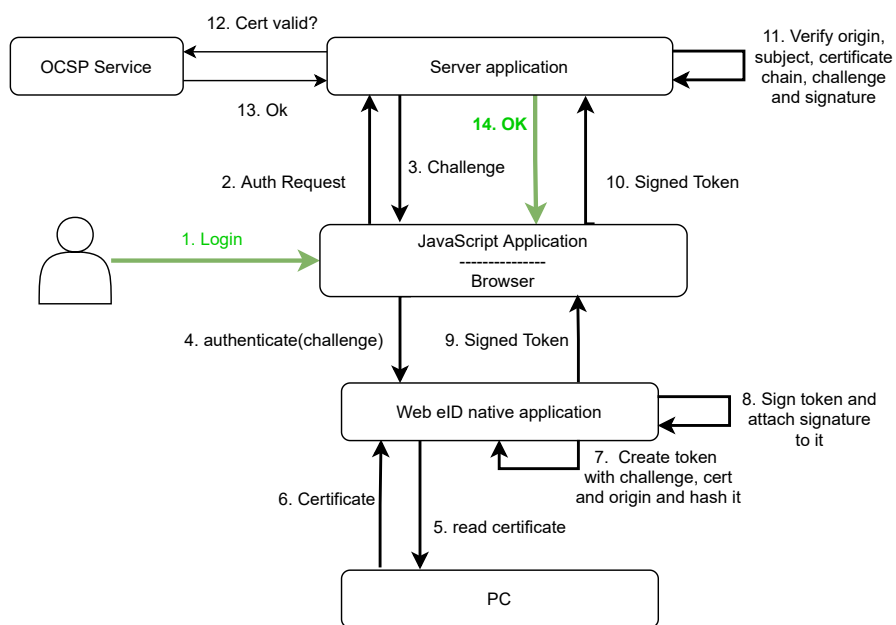 12. Cert valid?
OCSP Service
Server application
11. Verify origin,
subject, certificate
chain, challenge
and signature
13. Ok
14. OK
3. Challenge
2. Auth Request
10. Signed Token
1. Login
JavaScript Application
---------------
Browser
4. authenticate(challenge)
9. Signed Token
Web eID native application
8. Sign token and
attach signature
to it
7. Create token
with challenge, cert
and origin and hash it
6. Certificate
5. read certificate
PC